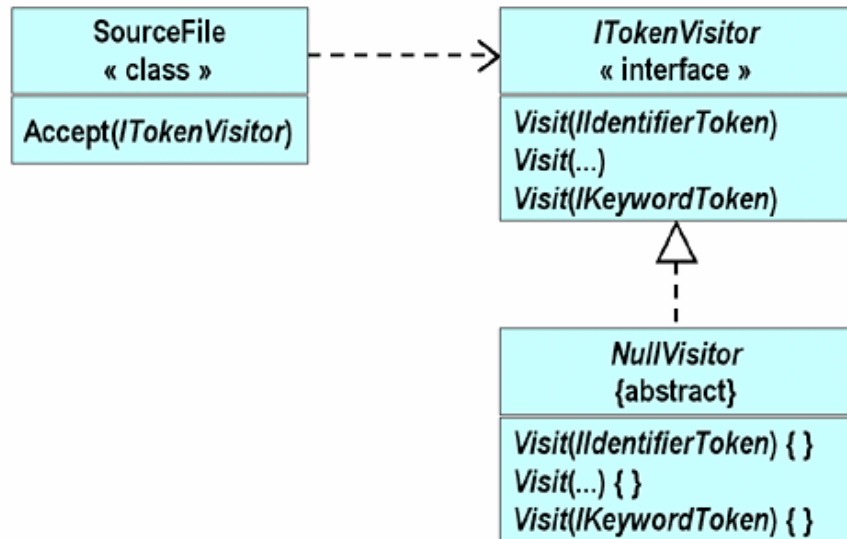 SourceFile
« class »
Accept(ITokenVisitor)
ITokenVisitor
« interface »
Visit(IIdentifierToken)
Visit(...)
Visit(IKeywordToken)
NullVisitor
{abstract}
Visit(IIdentifierToken) { }
Visit(...) { }
Visit(IKeywordToken) { }